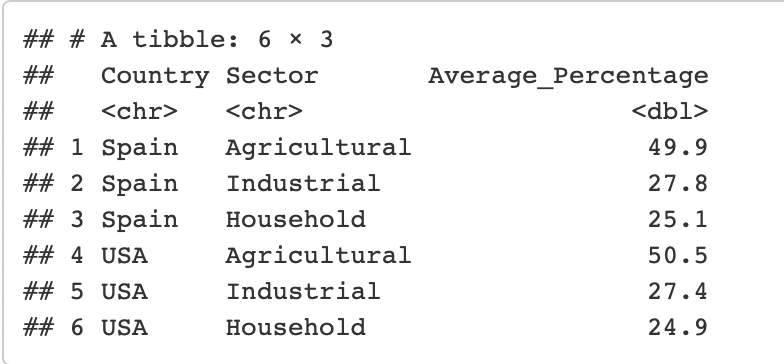 ## # A tibble: 6 × 3
##   Country Sector       Average_Percentage
##   <chr>   <chr>                     <dbl>
## 1 Spain   Agricultural               49.9
## 2 Spain   Industrial                 27.8
## 3 Spain   Household                  25.1
## 4 USA     Agricultural               50.5
## 5 USA     Industrial                 27.4
## 6 USA     Household                  24.9